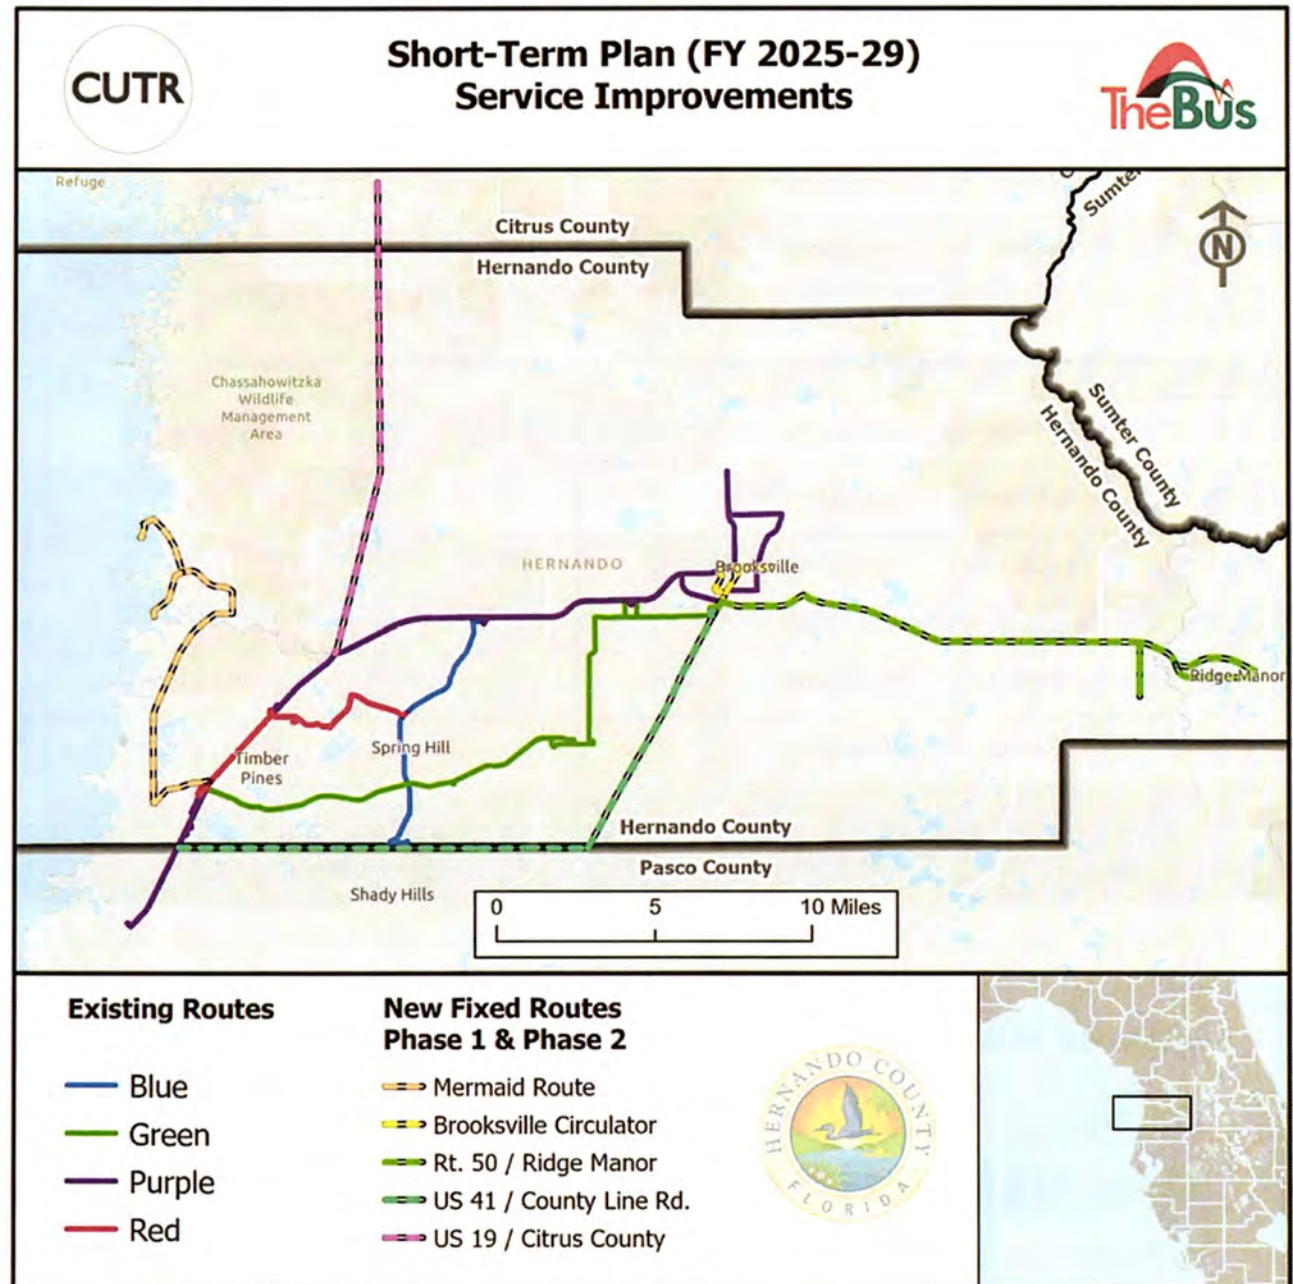 CUTR
Short-Term Plan (FY 2025-29)
Service Improvements
TheBus
Refuge
Sumter
Citrus County
Hernando County
N
Chassahowitzka
Wildlife
Management
Area
Sumter County
Hernando County
HERNANDO
Brooksville
Ridge Manor
Spring Hill
Timber
Pines
Hernando County
Pasco County
Shady Hills
0 5 10 Miles
Existing Routes
Blue
Green
Purple
Red
New Fixed Routes
Phase 1 & Phase 2
Mermaid Route
Brooksville Circulator
Rt. 50 / Ridge Manor
US 41 / County Line Rd.
US 19 / Citrus County
HERNANDO COUNTY
FLORIDA